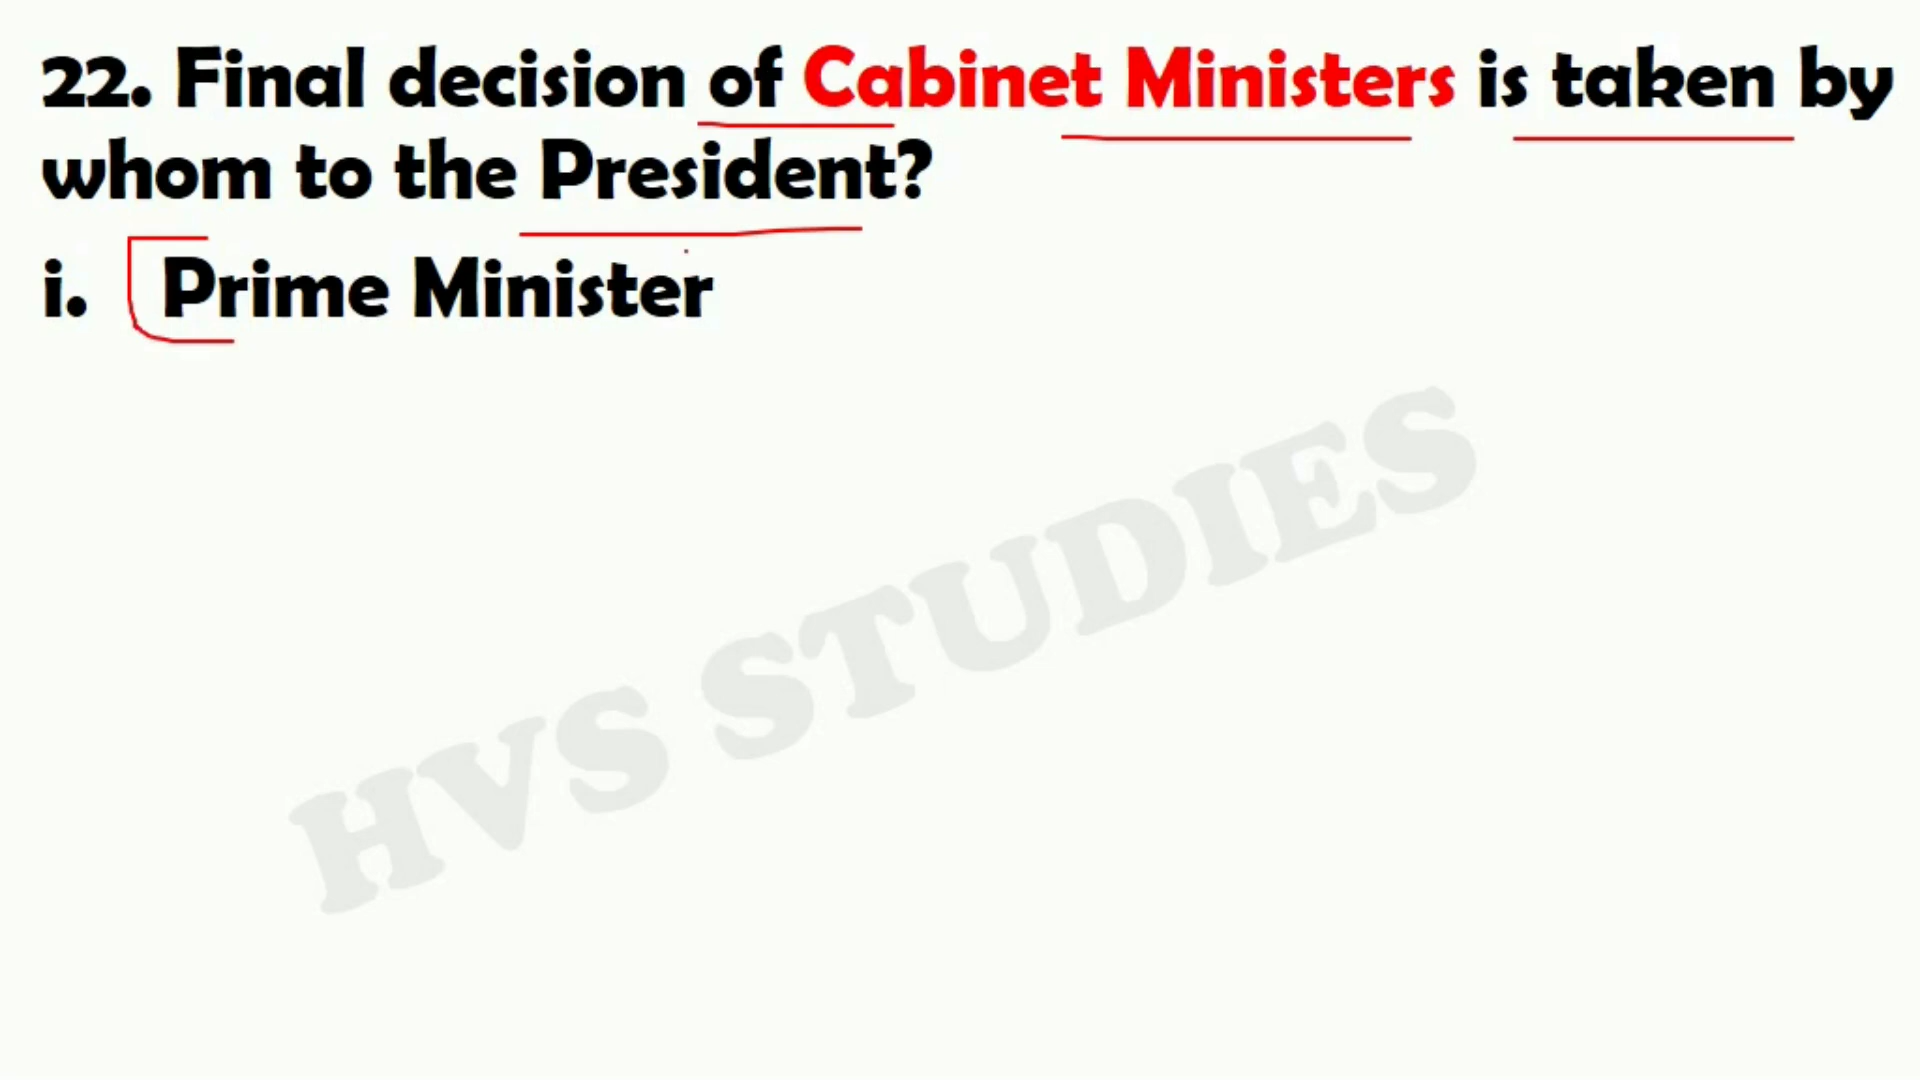 22. Final decision of Cabinet Ministers is taken by
whom to the President?
i. Prime Minister
HVS STUDIES